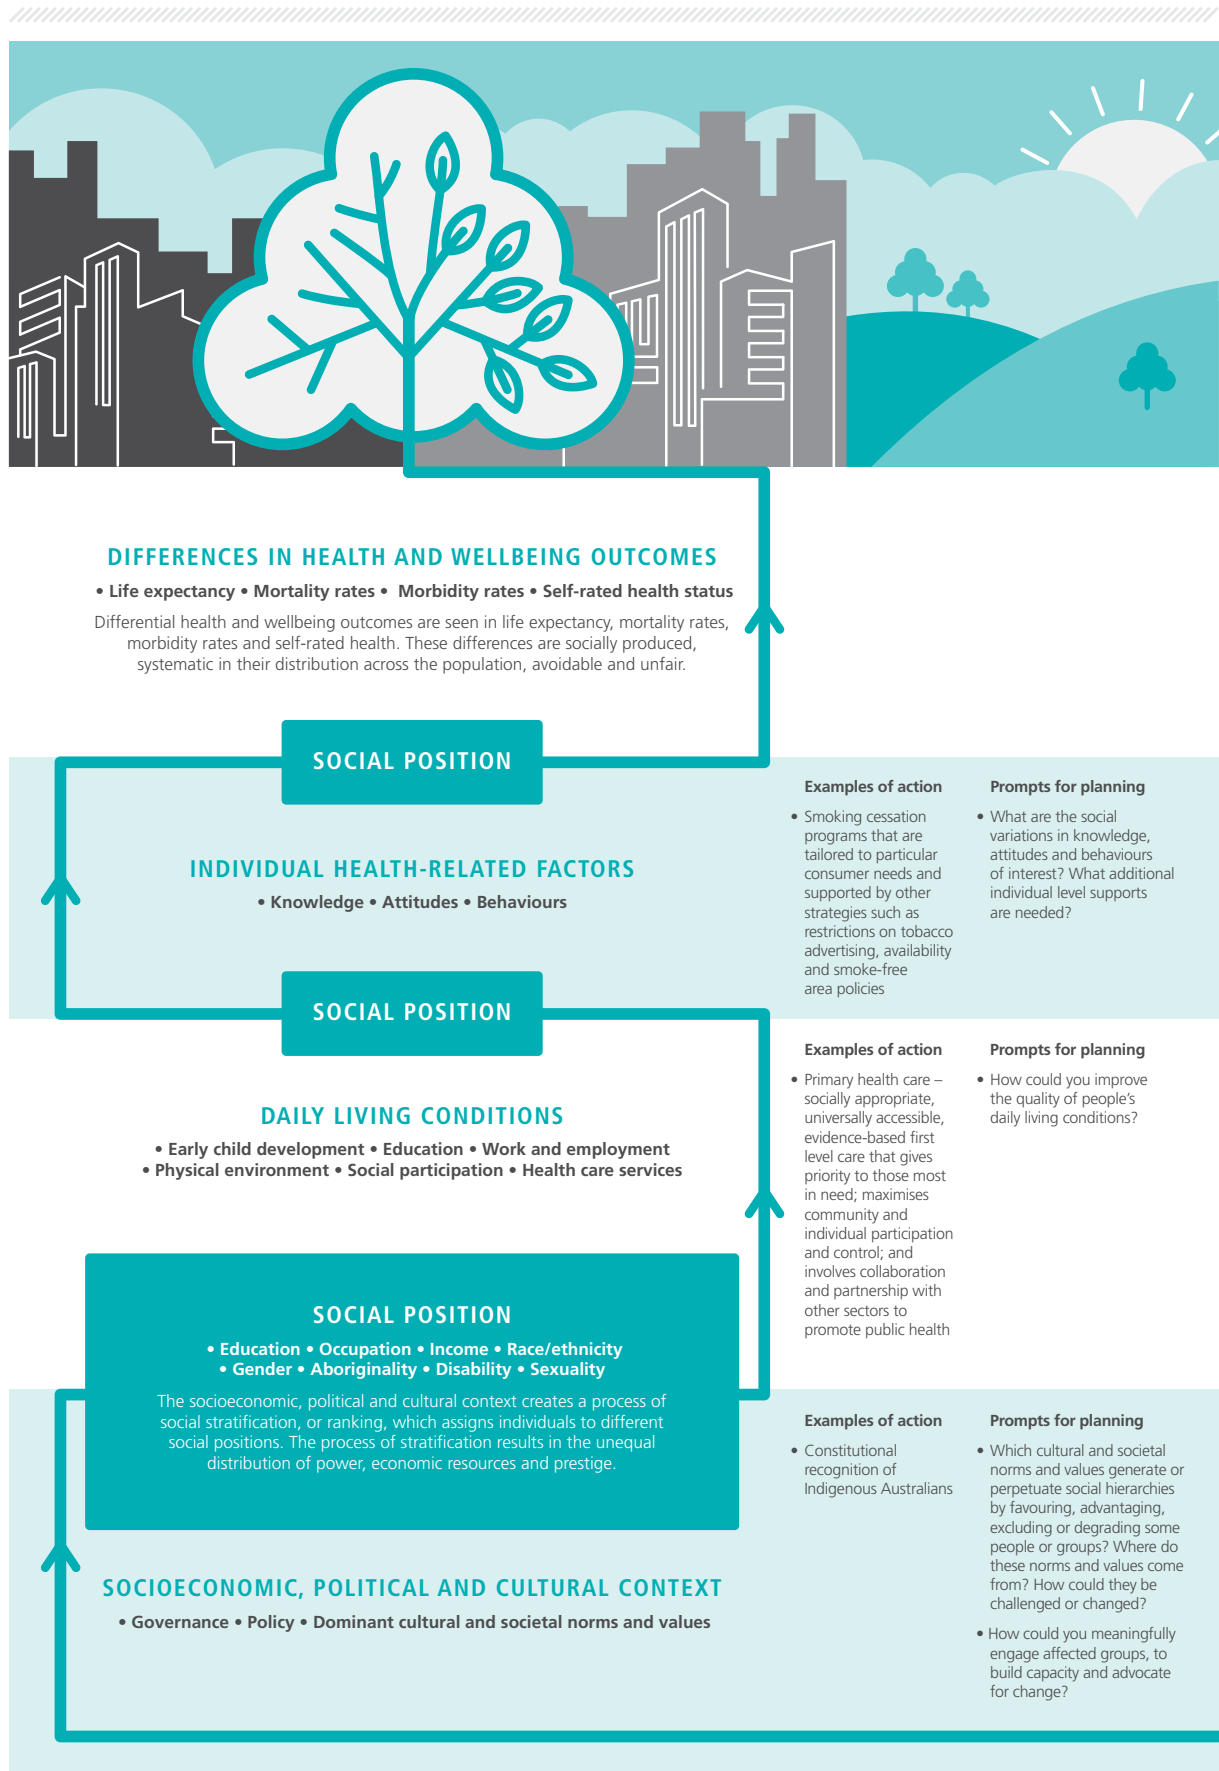 DIFFERENCES IN HEALTH AND WELLBEING OUTCOMES
• Life expectancy • Mortality rates • Morbidity rates • Self-rated health status
Differential health and wellbeing outcomes are seen in life expectancy, mortality rates,
morbidity rates and self-rated health. These differences are socially produced,
systematic in their distribution across the population, avoidable and unfair.
SOCIAL POSITION
INDIVIDUAL HEALTH-RELATED FACTORS
• Knowledge • Attitudes • Behaviours
Examples of action
• Smoking cessation
programs that are
tailored to particular
consumer needs and
supported by other
strategies such as
restrictions on tobacco
advertising, availability
and smoke-free
area policies
Prompts for planning
• What are the social
variations in knowledge,
attitudes and behaviours
of interest? What additional
individual level supports
are needed?
SOCIAL POSITION
DAILY LIVING CONDITIONS
• Early child development • Education • Work and employment
• Physical environment • Social participation • Health care services
Examples of action
• Primary health care –
socially appropriate,
universally accessible,
evidence-based first
level care that gives
priority to those most
in need; maximises
community and
individual participation
and control; and
involves collaboration
and partnership with
other sectors to
promote public health
Prompts for planning
• How could you improve
the quality of people's
daily living conditions?
SOCIAL POSITION
• Education • Occupation • Income • Race/ethnicity
• Gender • Aboriginality • Disability • Sexuality
The socioeconomic, political and cultural context creates a process of
social stratification, or ranking, which assigns individuals to different
social positions. The process of stratification results in the unequal
distribution of power, economic resources and prestige.
SOCIOECONOMIC, POLITICAL AND CULTURAL CONTEXT
• Governance • Policy • Dominant cultural and societal norms and values
Examples of action
• Constitutional
recognition of
Indigenous Australians
Prompts for planning
• Which cultural and societal
norms and values generate or
perpetuate social hierarchies
by favouring, advantaging,
excluding or degrading some
people or groups? Where do
these norms and values come
from? How could they be
challenged or changed?
• How could you meaningfully
engage affected groups, to
build capacity and advocate
for change?